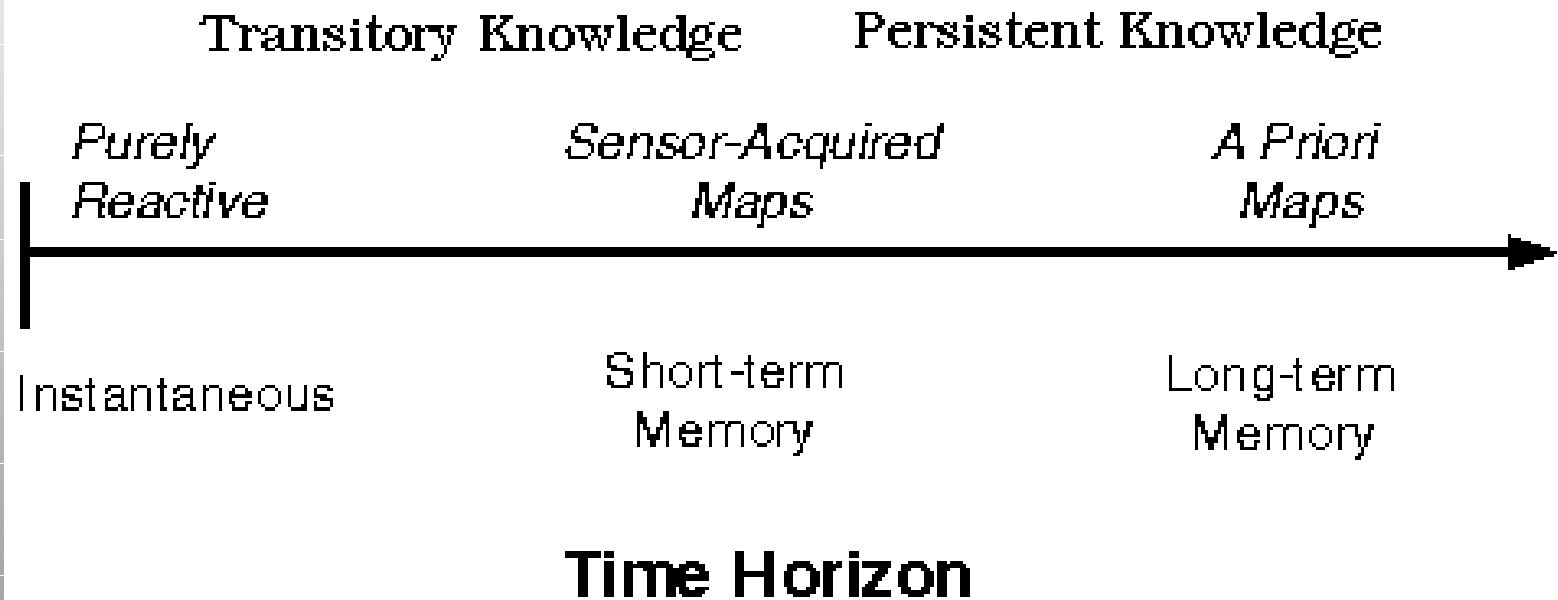 Transitory Knowledge Persistent Knowledge
Purely
Reactive
Sensor-Acquired
Maps
A Priori
Maps
Instantaneous
Short-term
Memory
Long-term
Memory
Time Horizon